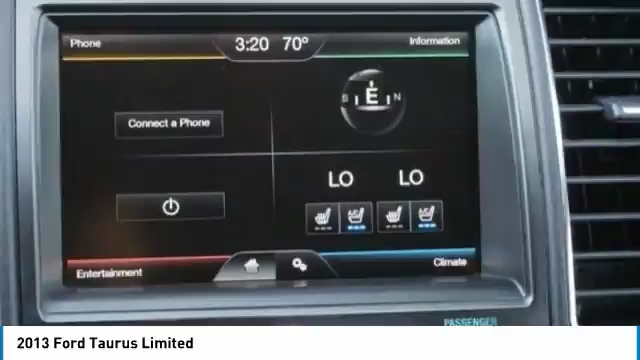 Phone
3:20 70°
Information
S E N
Connect a Phone
LO LO
A/C A/C
Entertainment
Climate
PASSENGER
2013 Ford Taurus Limited